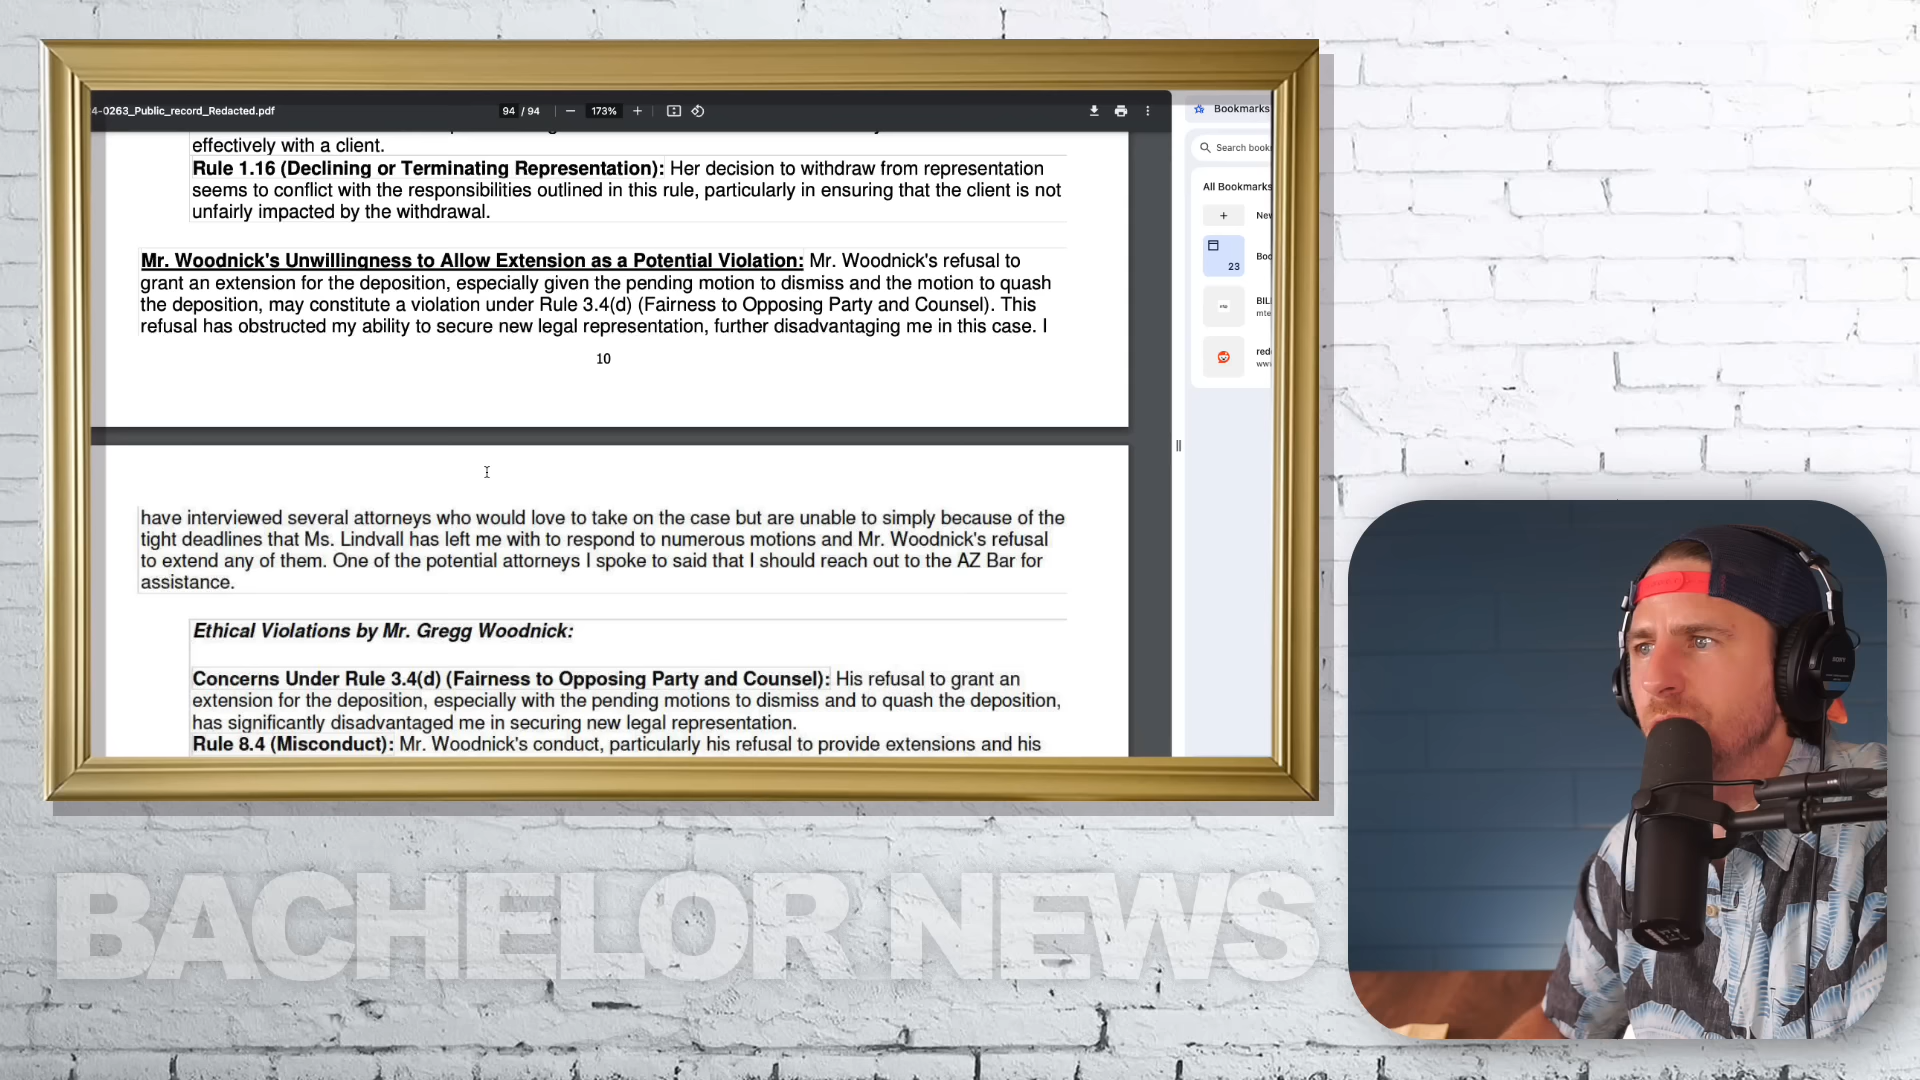 4-0263_Public_record_Redacted.pdf
94 / 94
173%
Bookmarks
effectively with a client.
Rule 1.16 (Declining or Terminating Representation): Her decision to withdraw from representation
seems to conflict with the responsibilities outlined in this rule, particularly in ensuring that the client is not
unfairly impacted by the withdrawal.
Mr. Woodnick's Unwillingness to Allow Extension as a Potential Violation: Mr. Woodnick's refusal to
grant an extension for the deposition, especially given the pending motion to dismiss and the motion to quash
the deposition, may constitute a violation under Rule 3.4(d) (Fairness to Opposing Party and Counsel). This
refusal has obstructed my ability to secure new legal representation, further disadvantaging me in this case. I
10
have interviewed several attorneys who would love to take on the case but are unable to simply because of the
tight deadlines that Ms. Lindvall has left me with to respond to numerous motions and Mr. Woodnick's refusal
to extend any of them. One of the potential attorneys I spoke to said that I should reach out to the AZ Bar for
assistance.
Ethical Violations by Mr. Gregg Woodnick:
Concerns Under Rule 3.4(d) (Fairness to Opposing Party and Counsel): His refusal to grant an
extension for the deposition, especially with the pending motions to dismiss and to quash the deposition,
has significantly disadvantaged me in securing new legal representation.
Rule 8.4 (Misconduct): Mr. Woodnick's conduct, particularly his refusal to provide extensions and his
Search book
All Bookmarks
New
Boo
23
BIL
mte
red
www
BACHELOR NEWS
SONY